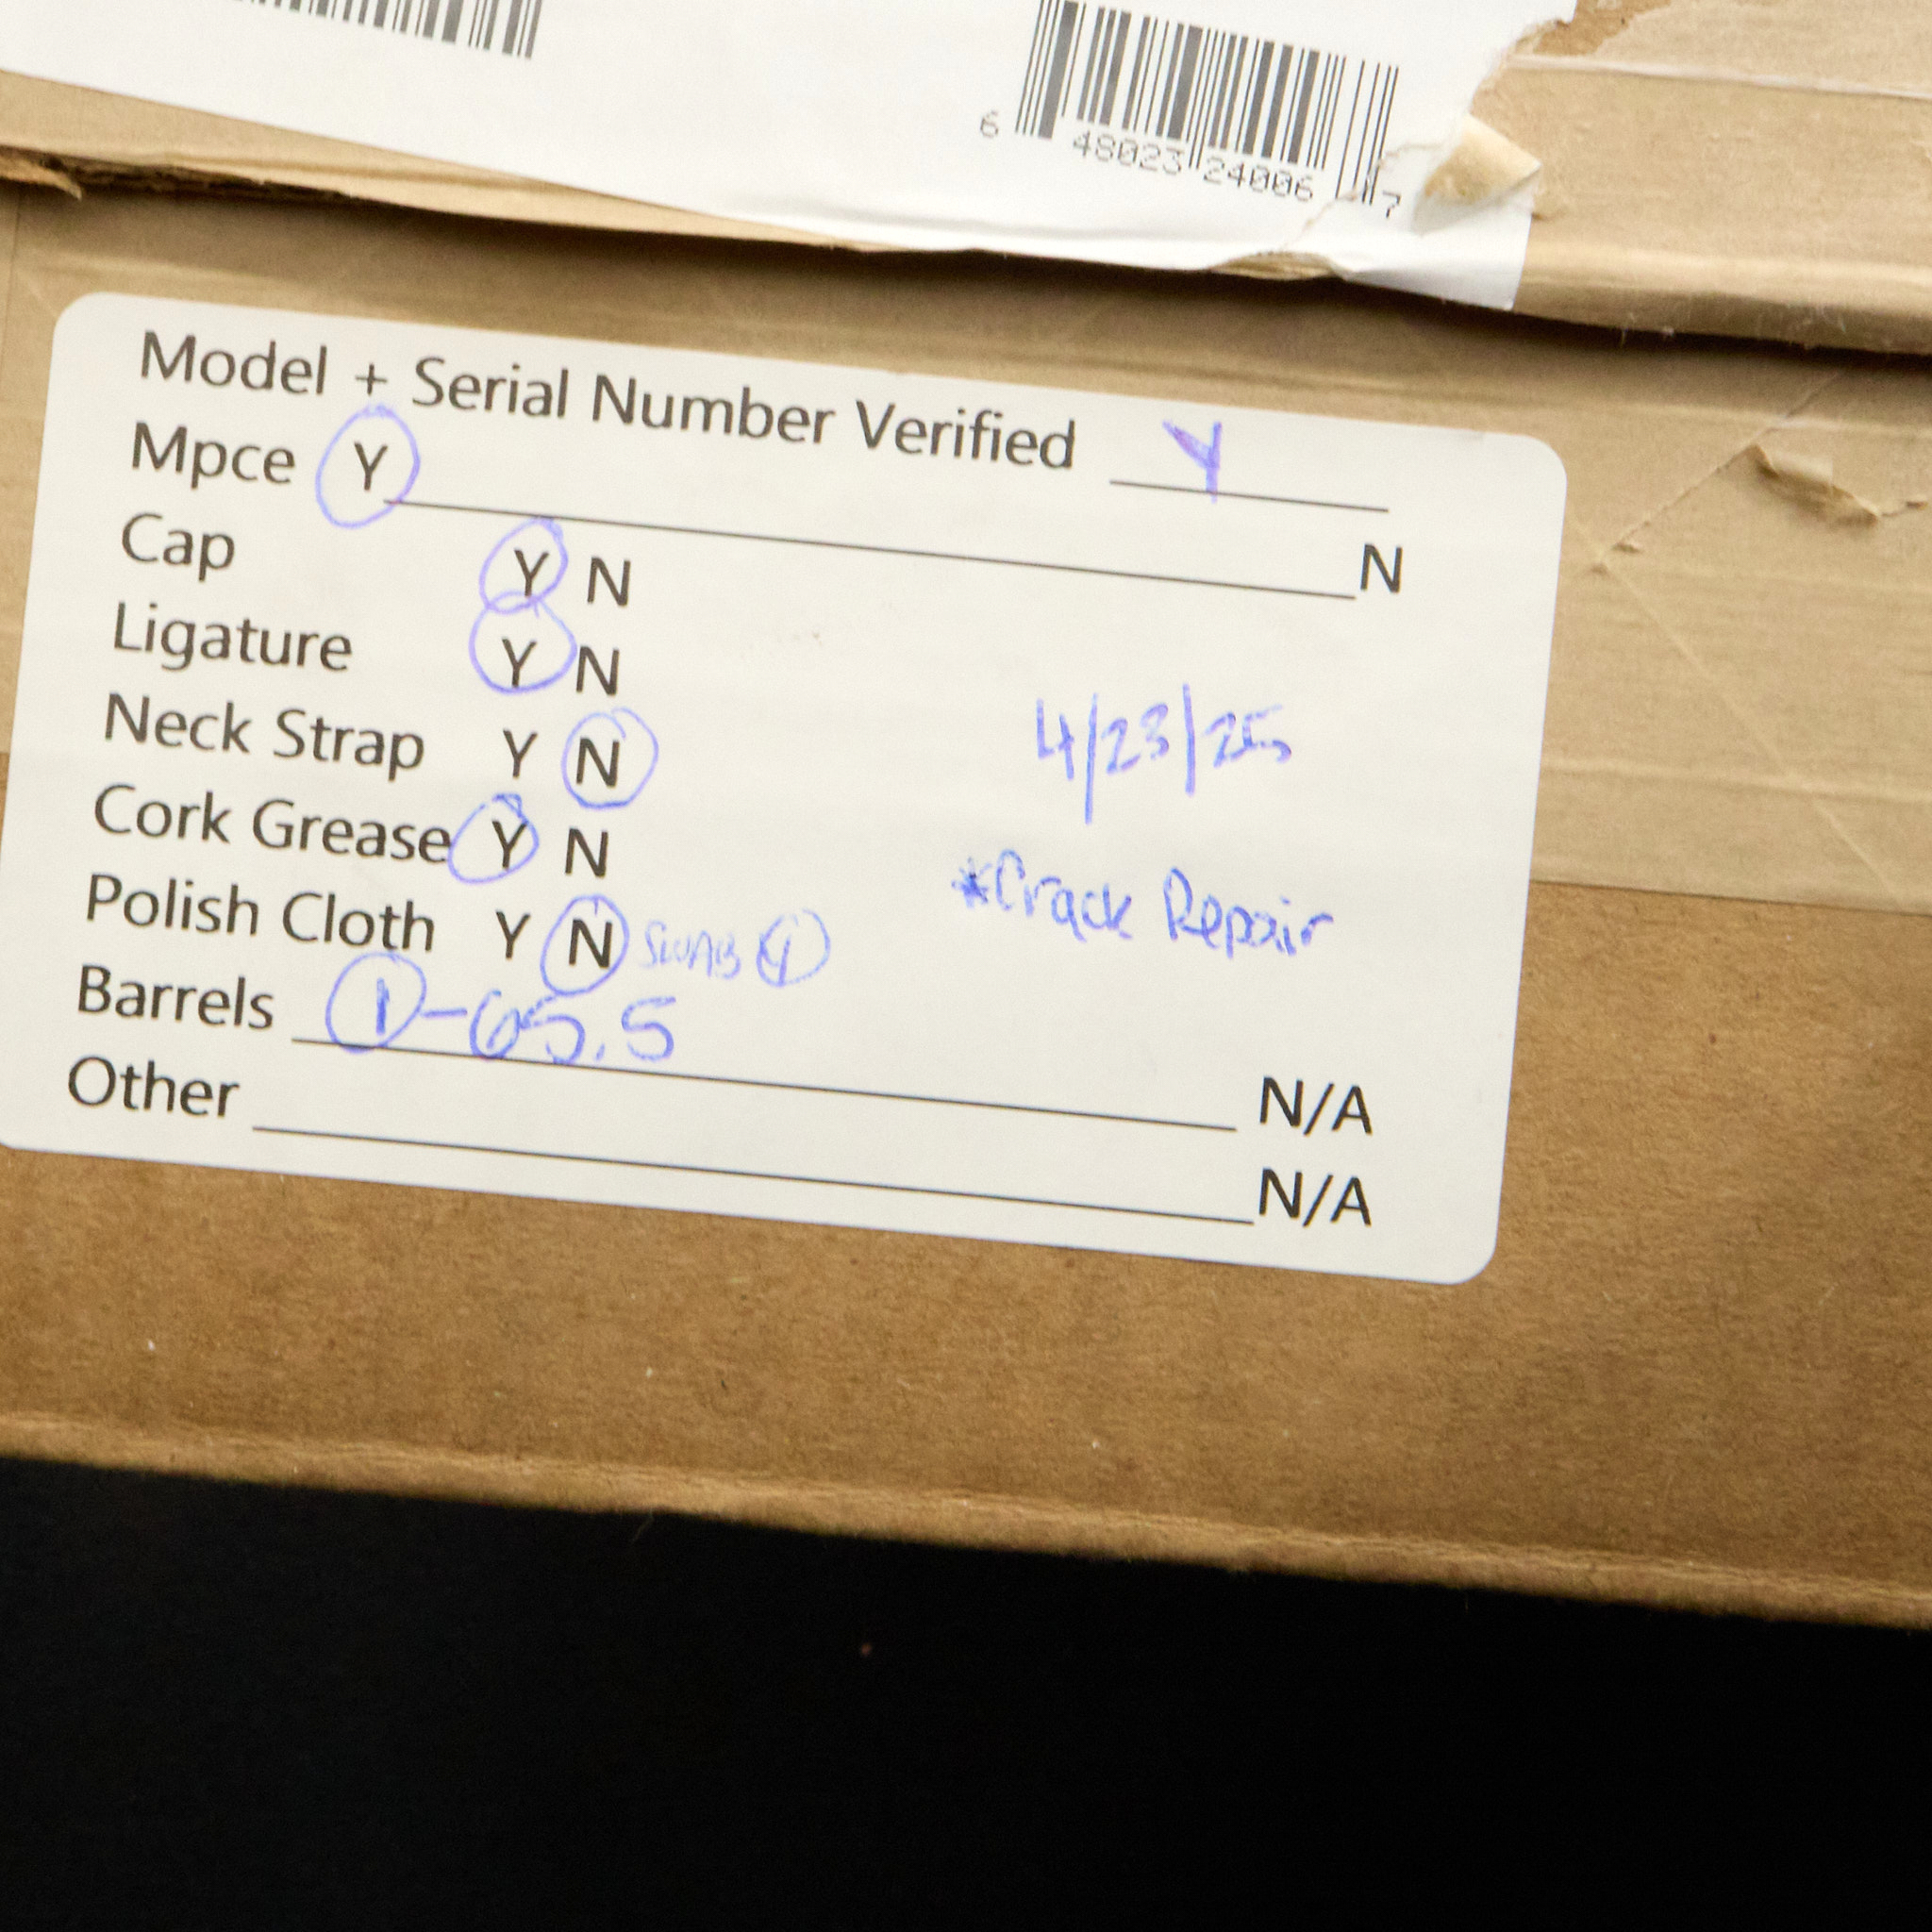 6 48023 24006 7
Model + Serial Number Verified Y
Mpce Y N
Cap Y N
Ligature Y N
Neck Strap Y N
4/23/25
Cork Grease Y N
*Crack Repair
Polish Cloth Y N Swab 1
Barrels 1-65.5 N/A
Other N/A